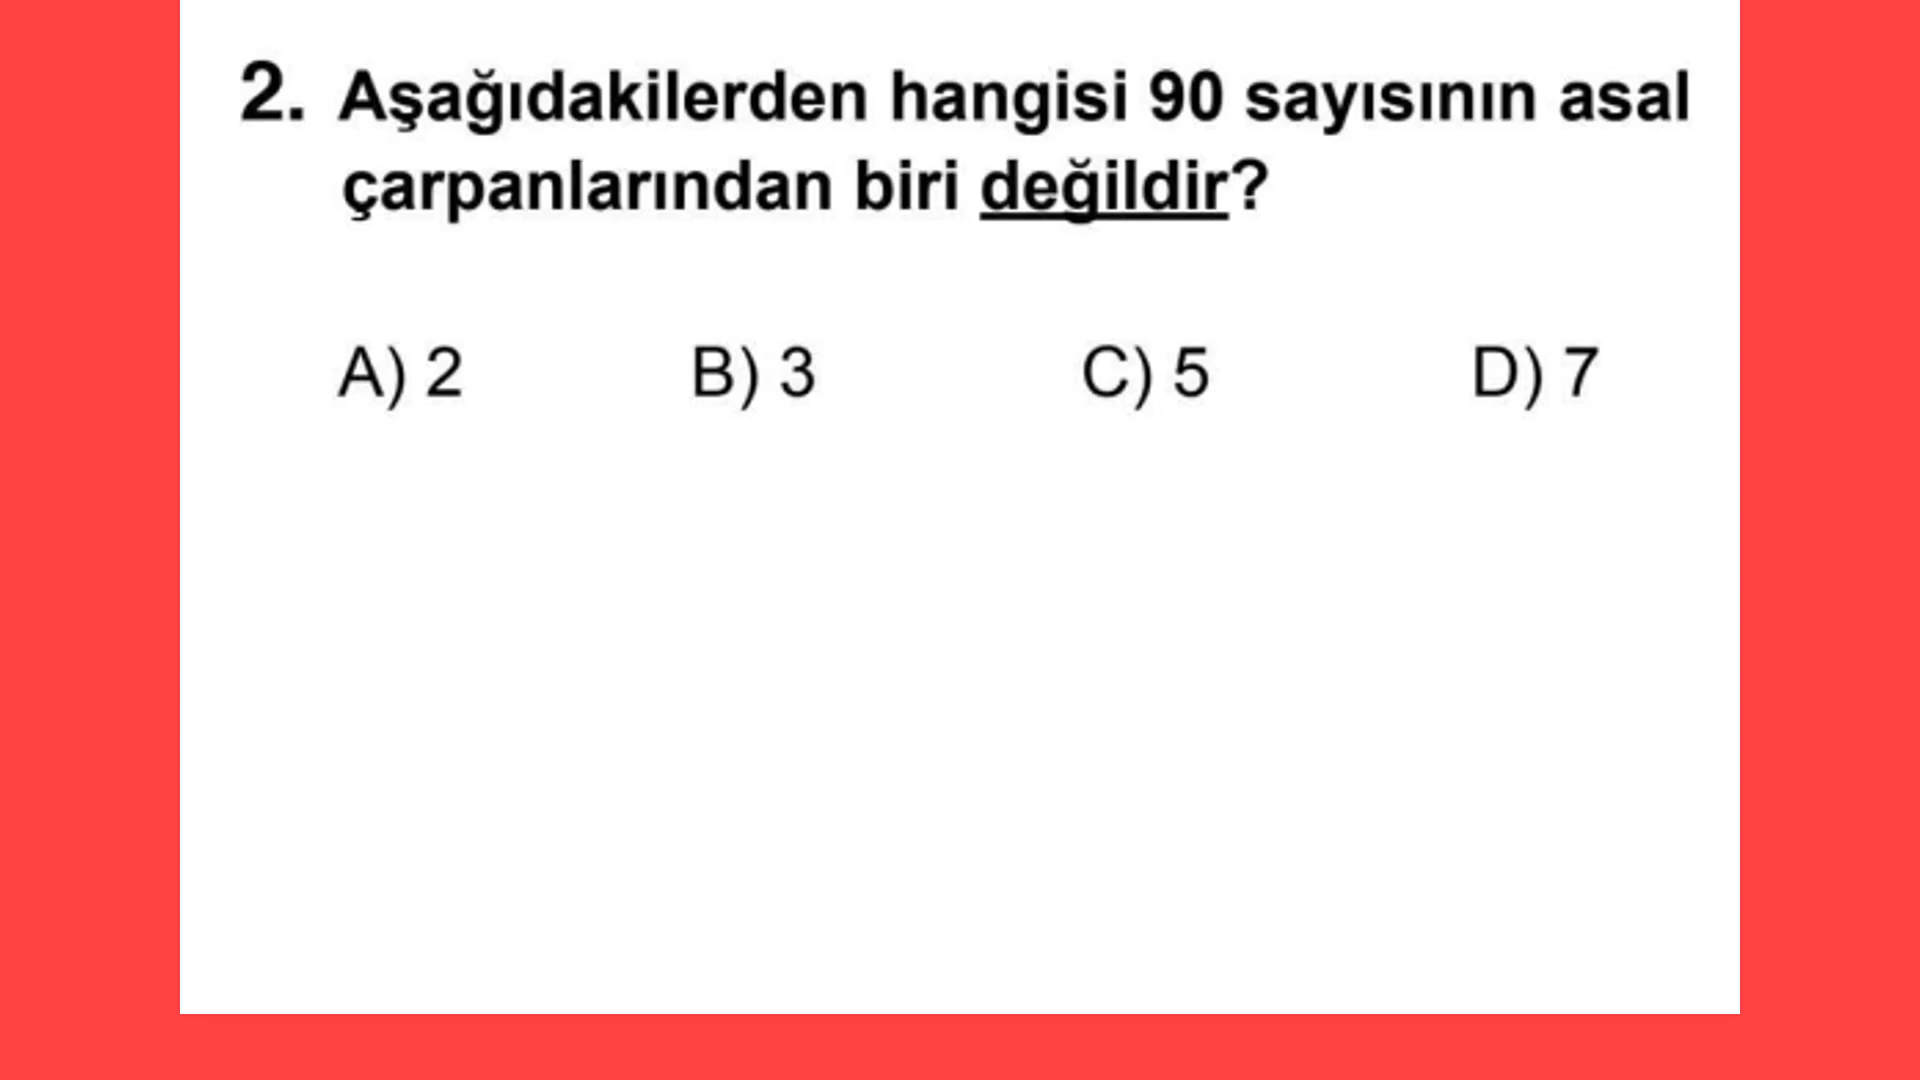 2. Aşağıdakilerden hangisi 90 sayısının asal
çarpanlarından biri değildir?
A) 2 B) 3 C) 5 D) 7